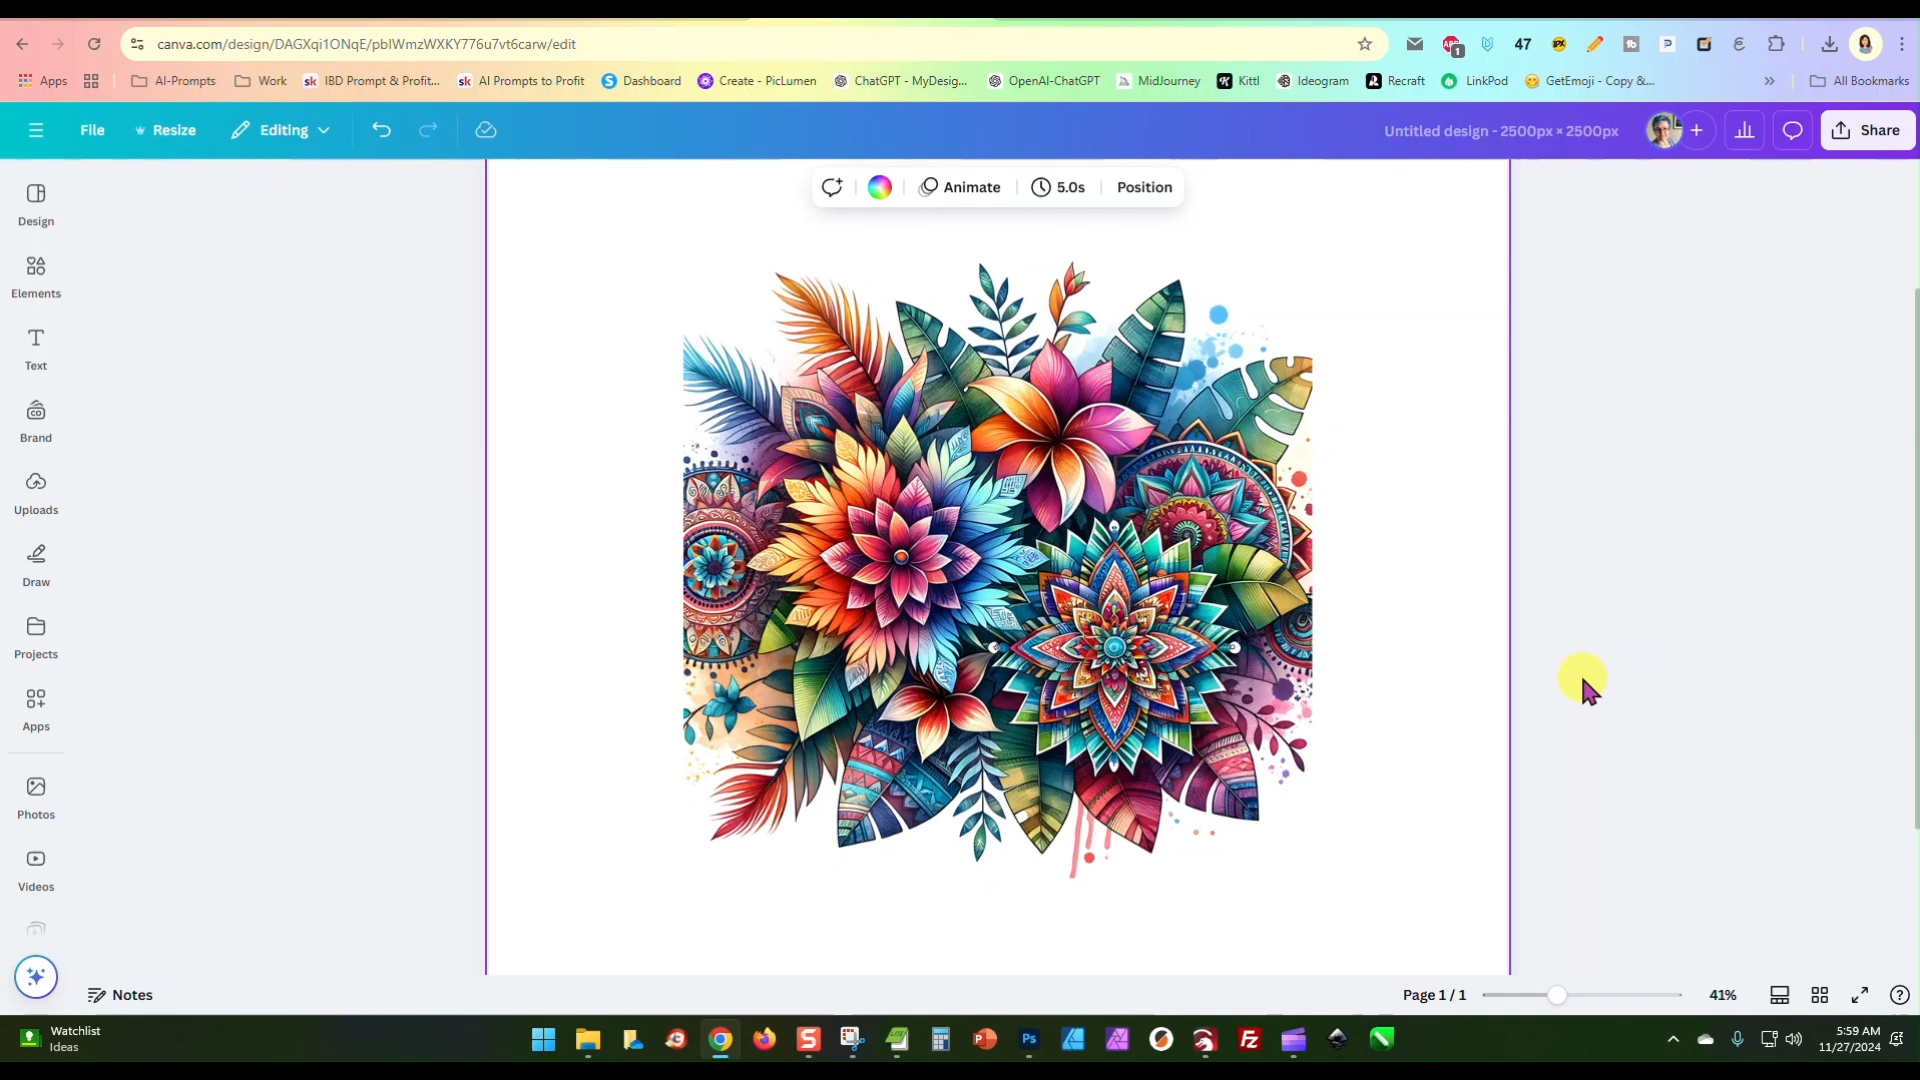 canva.com/design/DAGXqi1ONqE/pbIWmzWXKY776u7vt6carw/edit
1
47
Apps
AI-Prompts
Work
sk IBD Prompt & Profit...
sk AI Prompts to Profit
Dashboard
Create - PicLumen
ChatGPT - MyDesig...
OpenAI-ChatGPT
MidJourney
Kittl
Ideogram
Recraft
LinkPod
GetEmoji - Copy &...
All Bookmarks
File
Resize
Editing
Untitled design - 2500px × 2500px
Share
Animate
5.0s
Position
Design
Elements
Text
Brand
Uploads
Draw
Projects
Apps
Photos
Videos
Notes
Page 1 / 1
41%
Watchlist
Ideas
5:59 AM
11/27/2024